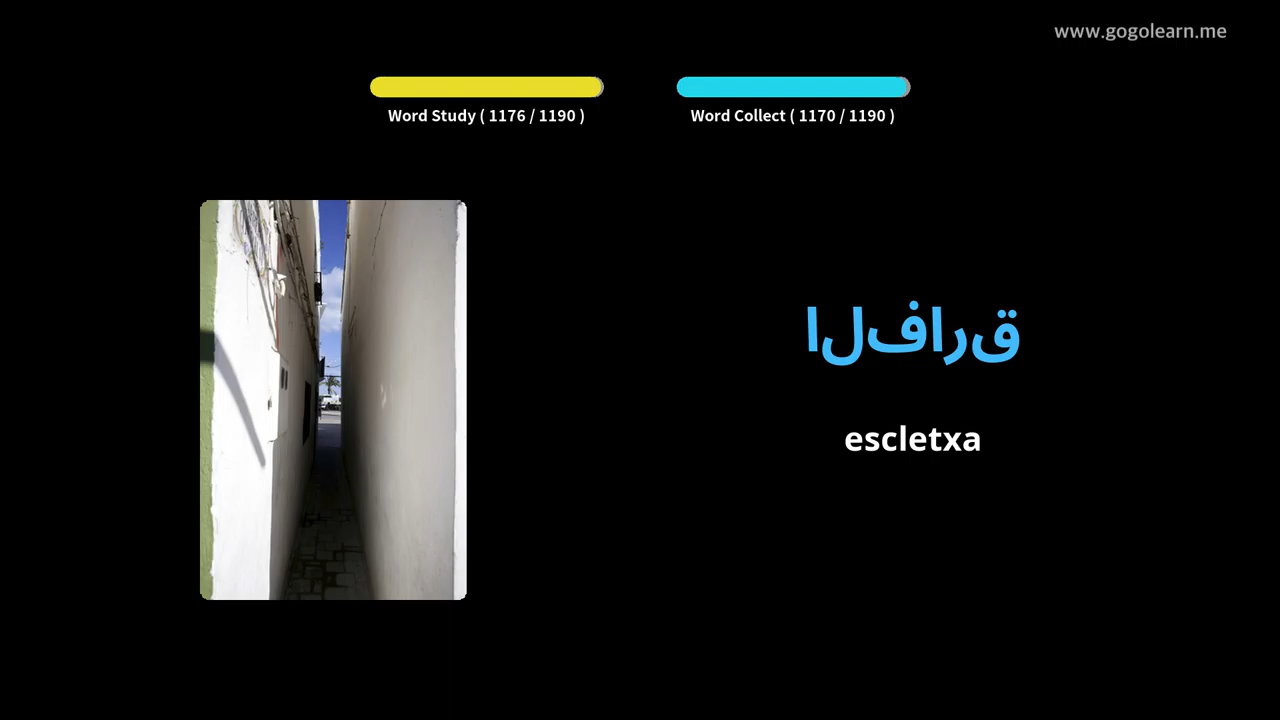 www.gogolearn.me
Word Study ( 1176 / 1190 )
Word Collect ( 1170 / 1190 )
الفارق
escletxa